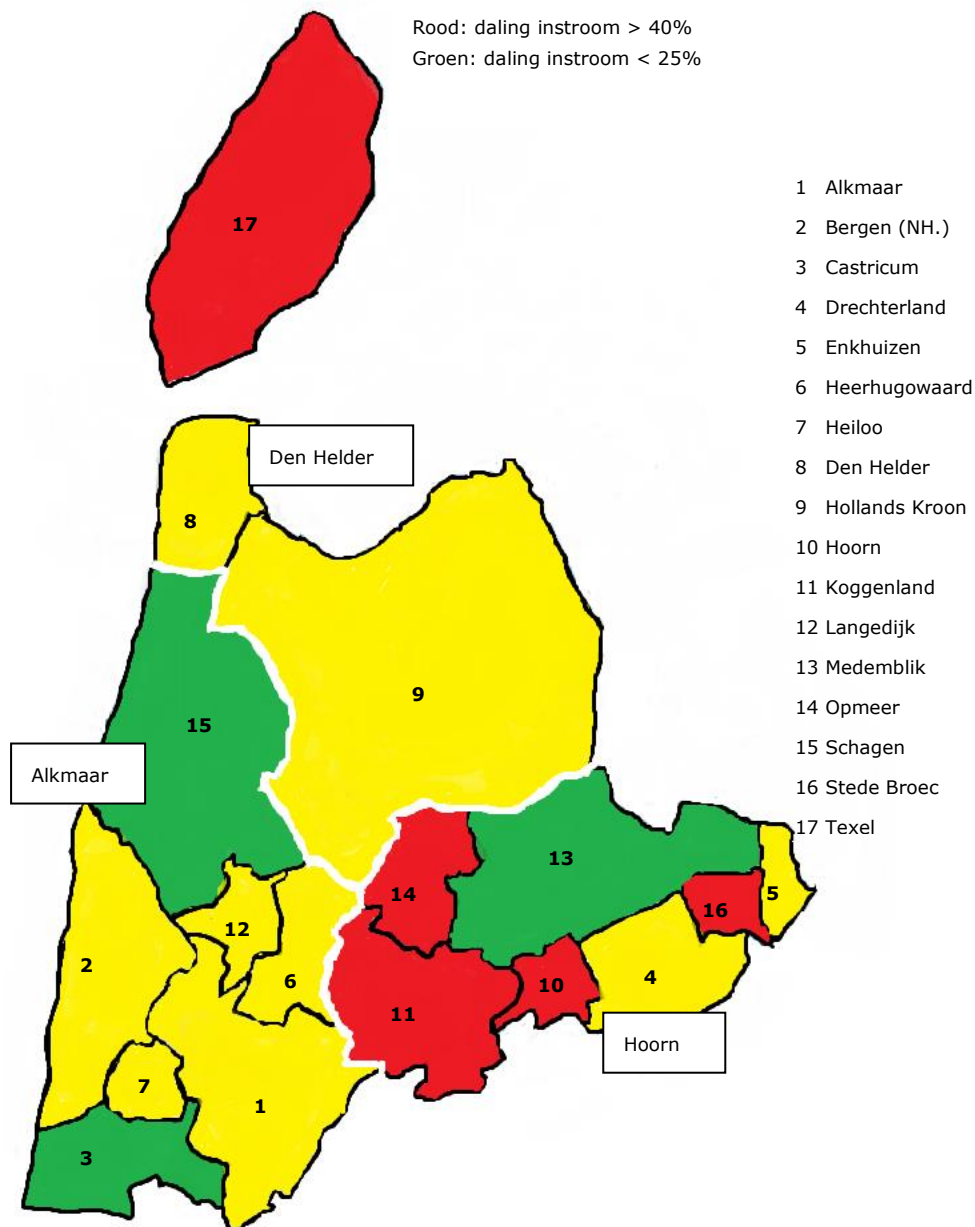 Rood: daling instroom > 40%
Groen: daling instroom < 25%
17
1 Alkmaar
2 Bergen (NH.)
3 Castricum
4 Drechterland
5 Enkhuizen
6 Heerhugowaard
7 Heiloo
8 Den Helder
9 Hollands Kroon
10 Hoorn
11 Koggenland
12 Langedijk
13 Medemblik
14 Opmeer
15 Schagen
16 Stede Broec
17 Texel
Den Helder
8
9
15
Alkmaar
13
14
16
5
12
2
6
4
10
11
Hoorn
7
1
3